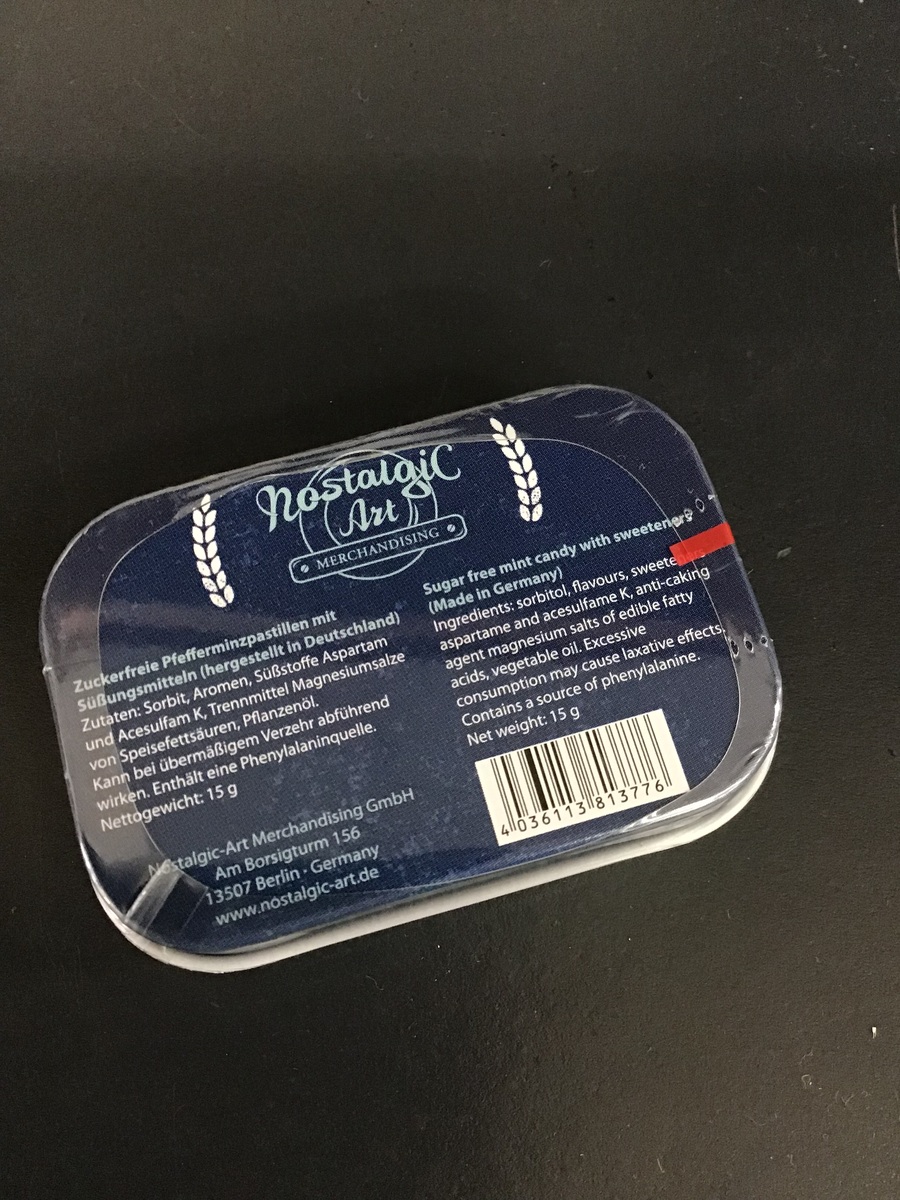 Nostalgic
Art
MERCHANDISING
Zuckerfreie Pfefferminzpastillen mit
Süßungsmitteln (hergestellt in Deutschland)
Zutaten: Sorbit, Aromen, Süßstoffe Aspartam
und Acesulfam K, Trennmittel Magnesiumsalze
von Speisefettsäuren, Pflanzenöl.
Kann bei übermäßigem Verzehr abführend
wirken. Enthält eine Phenylalaninquelle.
Nettogewicht: 15 g
Nostalgic-Art Merchandising GmbH
Am Borsigturm 156
13507 Berlin · Germany
www.nostalgic-art.de
Sugar free mint candy with sweeteners
(Made in Germany)
Ingredients: sorbitol, flavours, sweeteners
aspartame and acesulfame K, anti-caking
agent magnesium salts of edible fatty
acids, vegetable oil. Excessive
consumption may cause laxative effects.
Contains a source of phenylalanine.
Net weight: 15 g
4 036113 813776